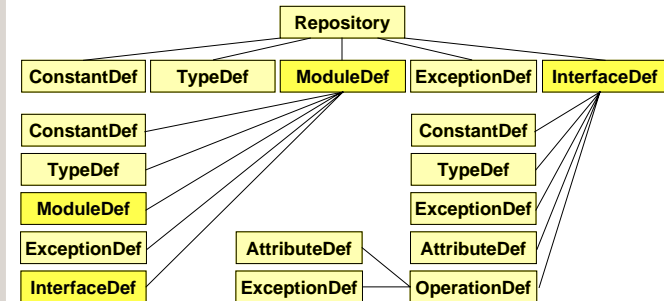 Repository
ConstantDef TypeDef ModuleDef ExceptionDef InterfaceDef
ConstantDef ConstantDef
TypeDef TypeDef
ModuleDef ExceptionDef
ExceptionDef AttributeDef AttributeDef
InterfaceDef ExceptionDef OperationDef